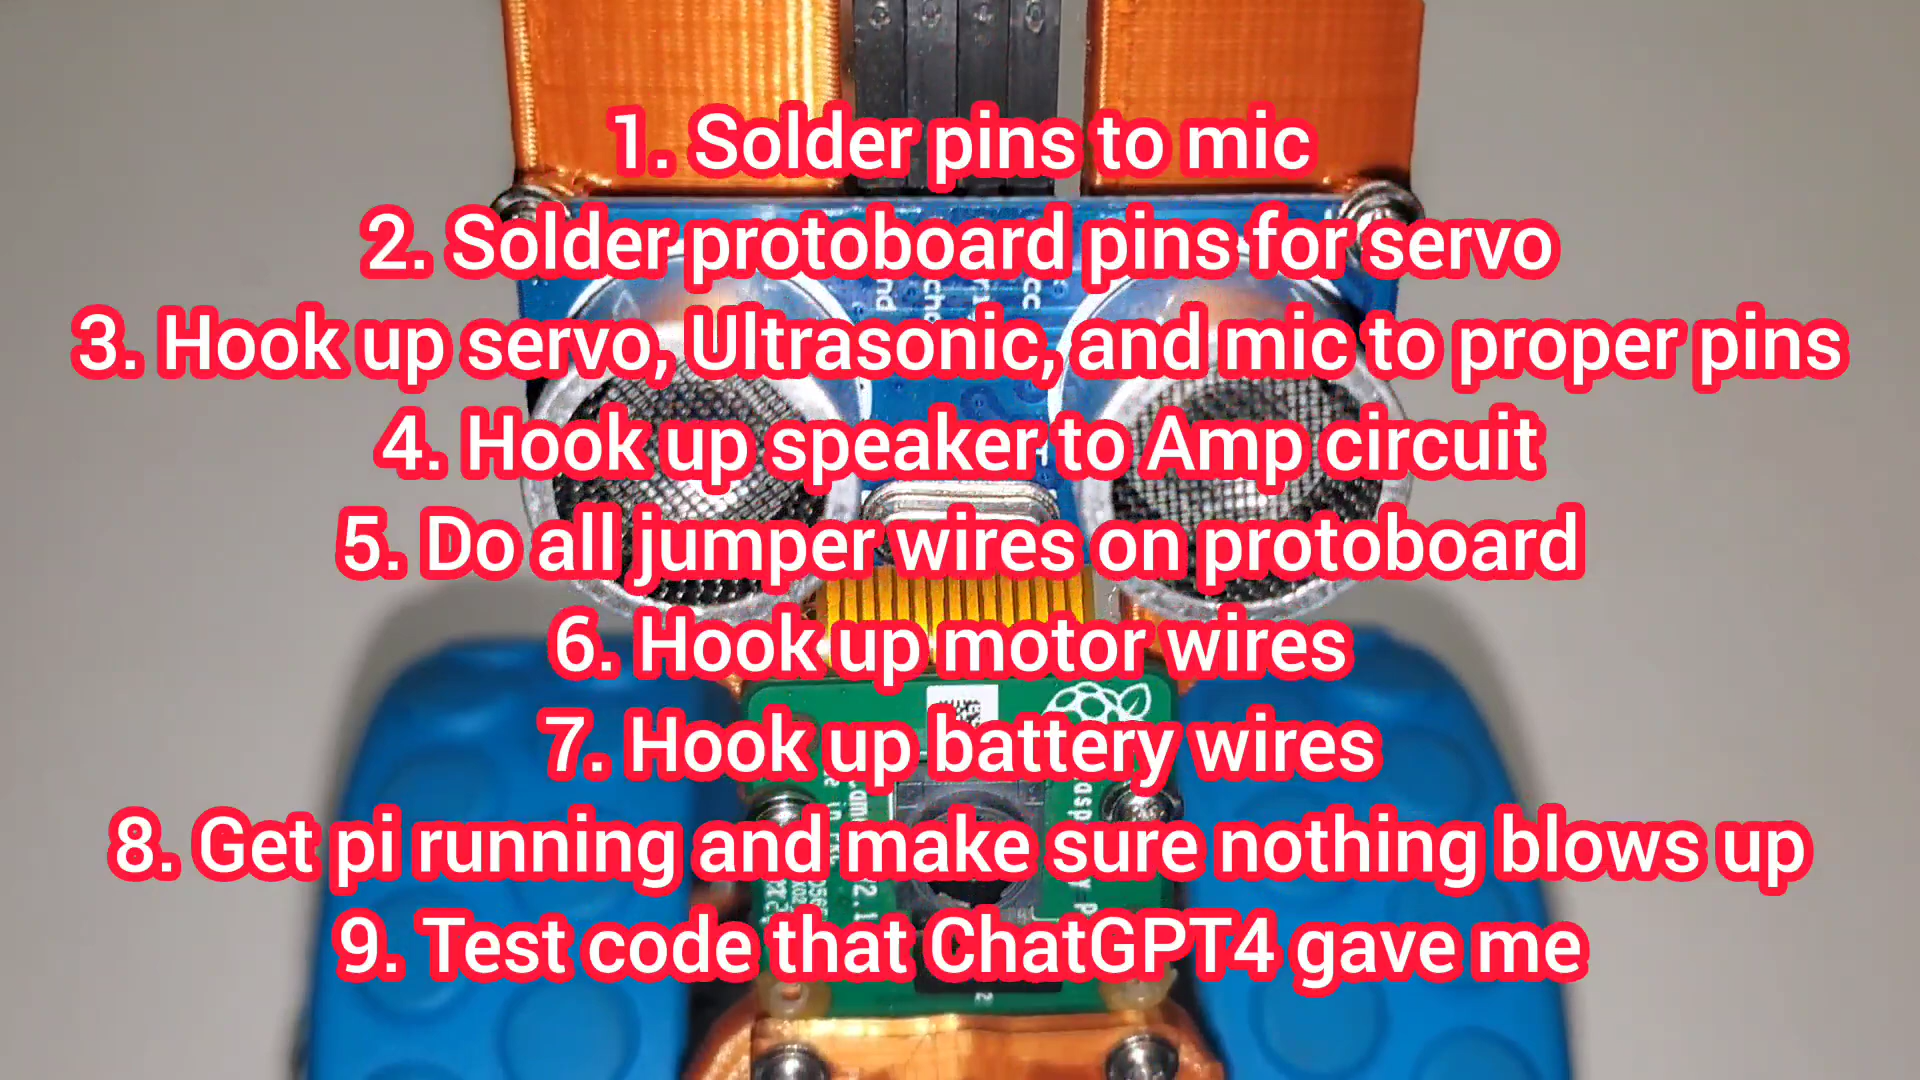 1. Solder pins to mic
2. Solder protoboard pins for servo
3. Hook up servo, Ultrasonic, and mic to proper pins
4. Hook up speaker to Amp circuit
5. Do all jumper wires on protoboard
6. Hook up motor wires
7. Hook up battery wires
8. Get pi running and make sure nothing blows up
9. Test code that ChatGPT4 gave me